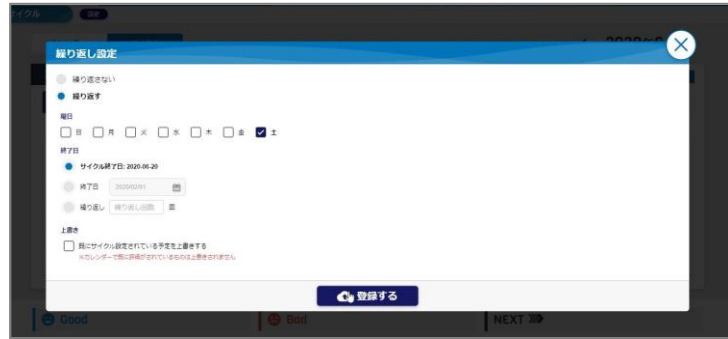 サイクル
設定
繰り返し設定
繰り返さない
繰り返す
曜日
日 月 火 水 木 金 土
終了日
サイクル終了日: 2020-06-20
終了日 2020/02/01
繰り返し 繰り返し回数 回
上書き
既にサイクル設定されている予定を上書きする
※カレンダーで既に評価がされているものは上書きされません
登録する
Good Bad NEXT